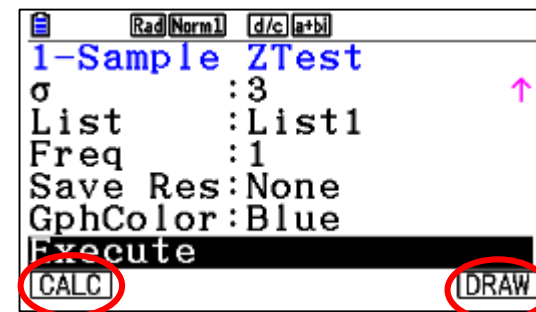 Rad Norm1 d/c a+bi
1-Sample ZTest
σ :3
List :List1
Freq :1
Save Res:None
GphColor:Blue
Execute
CALC DRAW